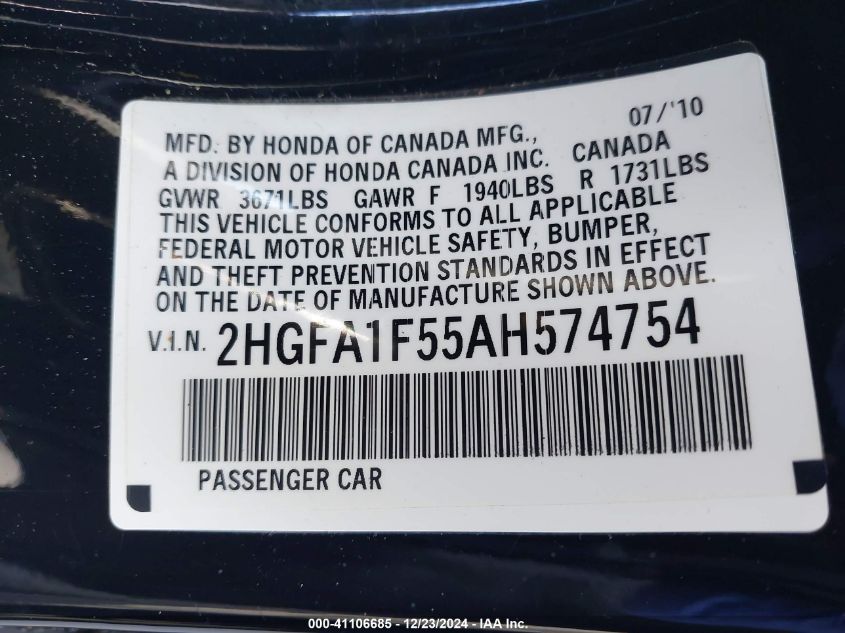 07/'10
MFD. BY HONDA OF CANADA MFG.,
A DIVISION OF HONDA CANADA INC. CANADA
GVWR 3671LBS GAWR F 1940LBS R 1731LBS
THIS VEHICLE CONFORMS TO ALL APPLICABLE
FEDERAL MOTOR VEHICLE SAFETY, BUMPER,
AND THEFT PREVENTION STANDARDS IN EFFECT
ON THE DATE OF MANUFACTURE SHOWN ABOVE.
V.I.N. 2HGFA1F55AH574754
PASSENGER CAR
000-41106685 - 12/23/2024 - IAA Inc.